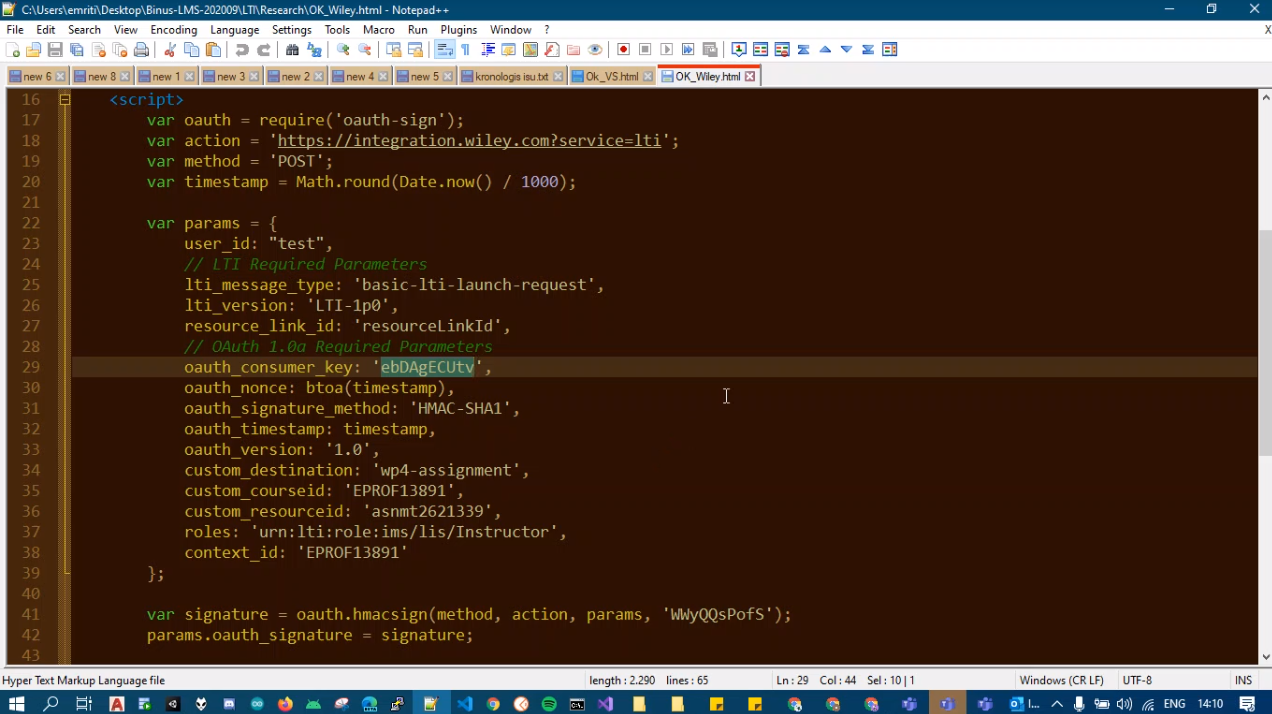 C:\Users\emriti\Desktop\Binus-LMS-202009\LTI\Research\OK_Wiley.html - Notepad++
File Edit Search View Encoding Language Settings Tools Macro Run Plugins Window ? X
new 6 new 8 new 1 new 3 new 2 new 4 new 5 kronologis isu.txt Ok_VS.html OK_Wiley.html
16 <script>
17 var oauth = require('oauth-sign');
18 var action = 'https://integration.wiley.com?service=lti';
19 var method = 'POST';
20 var timestamp = Math.round(Date.now() / 1000);
21
22 var params = {
23 user_id: "test",
24 // LTI Required Parameters
25 lti_message_type: 'basic-lti-launch-request',
26 lti_version: 'LTI-1p0',
27 resource_link_id: 'resourceLinkId',
28 // OAuth 1.0a Required Parameters
29 oauth_consumer_key: 'ebDAgECUtv',
30 oauth_nonce: btoa(timestamp),
31 oauth_signature_method: 'HMAC-SHA1',
32 oauth_timestamp: timestamp,
33 oauth_version: '1.0',
34 custom_destination: 'wp4-assignment',
35 custom_courseid: 'EPROF13891',
36 custom_resourceid: 'asnmt2621339',
37 roles: 'urn:lti:role:ims/lis/Instructor',
38 context_id: 'EPROF13891'
39 };
40
41 var signature = oauth.hmacsign(method, action, params, 'WWyQQsPofS');
42 params.oauth_signature = signature;
43
Hyper Text Markup Language file length : 2.290 lines : 65 Ln : 29 Col : 44 Sel : 10 | 1 Windows (CR LF) UTF-8 INS
I... ENG 14:10